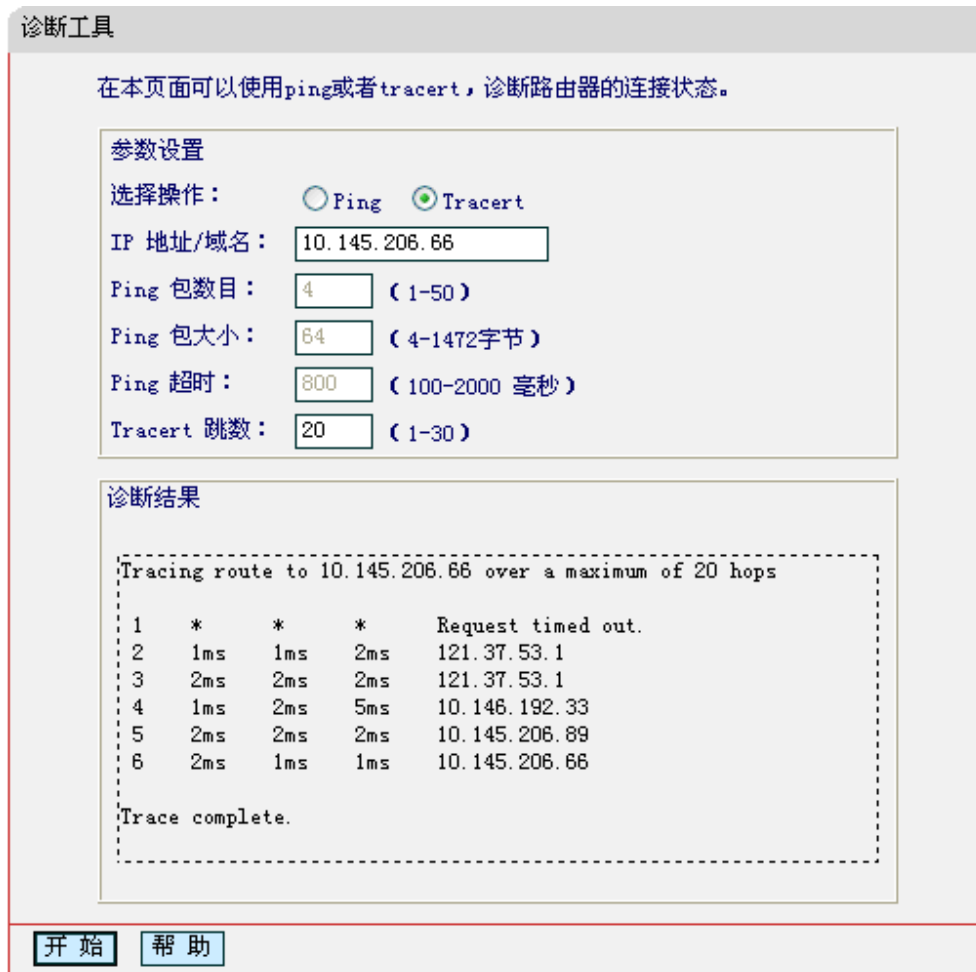 诊断工具
在本页面可以使用ping或者tracert，诊断路由器的连接状态。
参数设置
选择操作： Ping Tracert
IP 地址/域名： 10.145.206.66
Ping 包数目： 4 （1-50）
Ping 包大小： 64 （4-1472字节）
Ping 超时： 800 （100-2000 毫秒）
Tracert 跳数： 20 （1-30）
诊断结果
Tracing route to 10.145.206.66 over a maximum of 20 hops
1 * * * Request timed out.
2 1ms 1ms 2ms 121.37.53.1
3 2ms 2ms 2ms 121.37.53.1
4 1ms 2ms 5ms 10.146.192.33
5 2ms 2ms 2ms 10.145.206.89
6 2ms 1ms 1ms 10.145.206.66
Trace complete.
开 始 帮 助